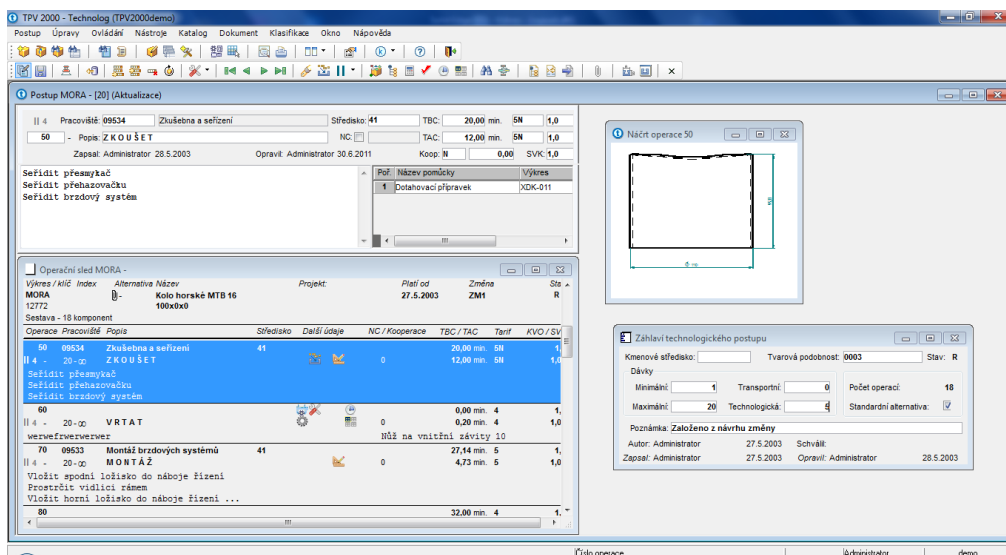 TPV 2000 - Technolog (TPV2000demo)
Postup Úpravy Ovládání Nástroje Katalog Dokument Klasifikace Okno Nápověda
Postup MORA - [20] (Aktualizace)
4 Pracoviště: 09534 Zkušebna a seřízení Středisko: 41 TBC: 20,00 min. 5N 1,0
50 - Popis: ZKOUŠET NC: TAC: 12,00 min. 5N 1,0
Zapsal: Administrator 28.5.2003 Opravil: Administrator 30.6.2011 Koop: N 0,00 SVK: 1,0
Seřídit přesmykač
Seřídit přehazovačku
Seřídit brzdový systém
Poř. Název pomůcky Výkres
1 Dotahovací přípravek XDK-011
Náčrt operace 50
Operační sled MORA -
Výkres / klíč Index Alternativa Název Projekt: Platí od Změna Sta
MORA - Kolo horské MTB 16 27.5.2003 ZM1 R
12772 100x0x0
Sestava - 18 komponent
Operace Pracoviště Popis Středisko Další údaje NC / Kooperace TBC / TAC Tarif KVO / SV
50 09534 Zkušebna a seřízení 41 20,00 min. 5N 1,
4 - 20-∞ ZKOUŠET 0 12,00 min. 5N 1,0
Seřídit přesmykač
Seřídit přehazovačku
Seřídit brzdový systém
60 0,00 min. 4 1,
4 - 20-∞ VRTAT 0 0,20 min. 4 1,0
werwefrwerwerwer Nůž na vnitřní závity 10
70 09533 Montáž brzdových systémů 41 27,14 min. 5 1,
4 - 20-∞ MONTÁŽ 0 4,73 min. 5 1,0
Vložit spodní ložisko do náboje řízení
Prostrčit vidlici rámem
Vložit horní ložisko do náboje řízení ...
80 32,00 min. 4 1,
Záhlaví technologického postupu
Kmenové středisko: Tvarová podobnost: 0003 Stav: R
Dávky
Minimální: 1 Transportní: 0 Počet operací: 18
Maximální: 20 Technologická: 5 Standardní alternativa:
Poznámka: Založeno z návrhu změny
Autor: Administrator 27.5.2003 Schválil:
Zapsal: Administrator 27.5.2003 Opravil: Administrator 28.5.2003
Číslo operace Administrator demo